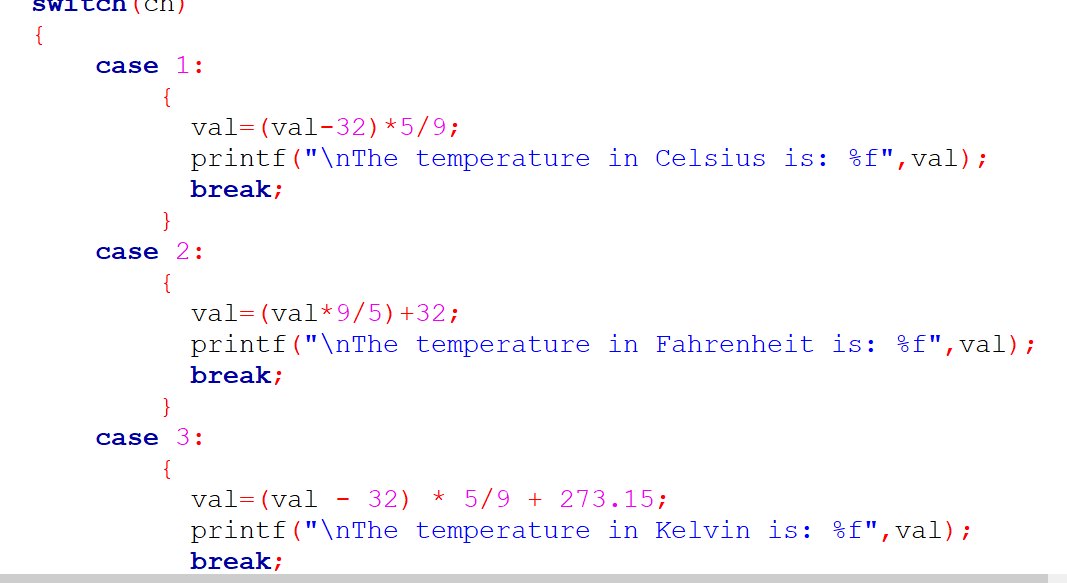 switch(ch)
{
case 1:
{
val=(val-32)*5/9;
printf("\nThe temperature in Celsius is: %f",val);
break;
}
case 2:
{
val=(val*9/5)+32;
printf("\nThe temperature in Fahrenheit is: %f",val);
break;
}
case 3:
{
val=(val - 32) * 5/9 + 273.15;
printf("\nThe temperature in Kelvin is: %f",val);
break;